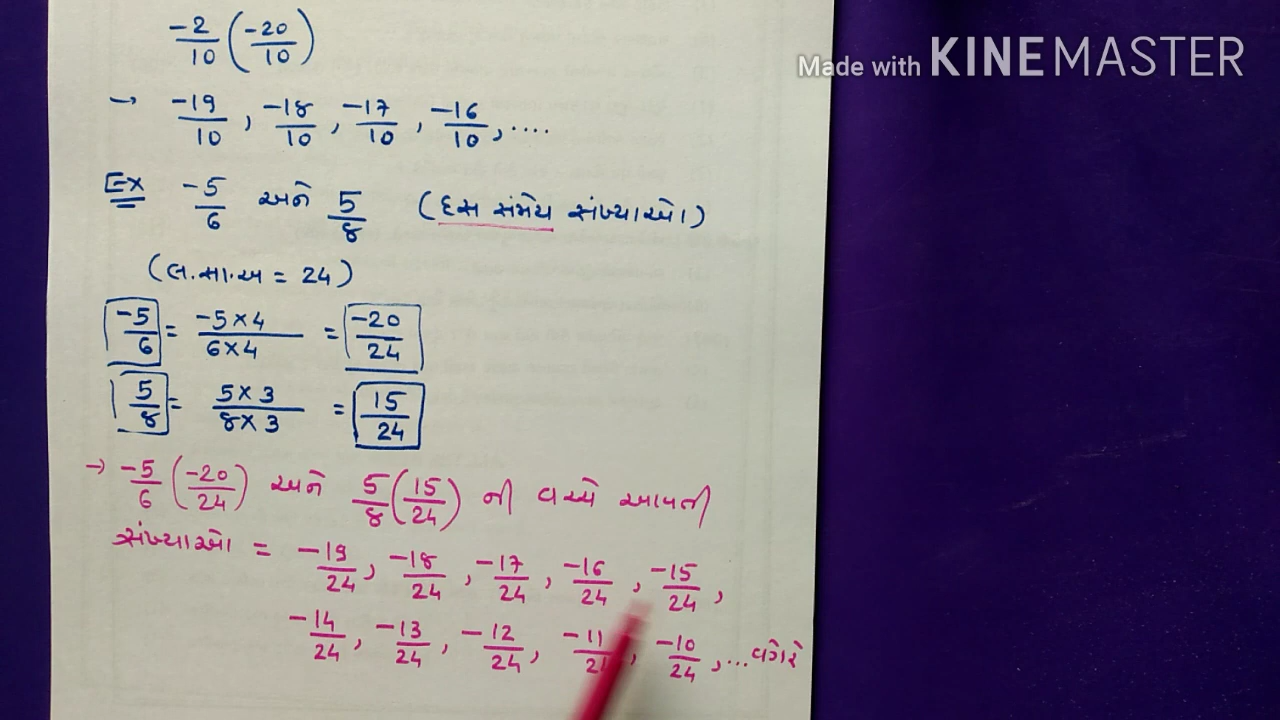 -2/10 (-20/10)
Made with KINEMASTER
→ -19/10, -18/10, -17/10, -16/10, ....
Ex -5/6 અને 5/8 (દસ સંમેય સંખ્યાઓ)
(લ.સા.અ = 24)
-5/6 = -5×4/6×4 = -20/24
5/8 = 5×3/8×3 = 15/24
→ -5/6 (-20/24) અને 5/8 (15/24) ની વચ્ચે આવતી
સંખ્યાઓ = -19/24, -18/24, -17/24, -16/24, -15/24,
-14/24, -13/24, -12/24, -11/24, -10/24, ... વગેરે